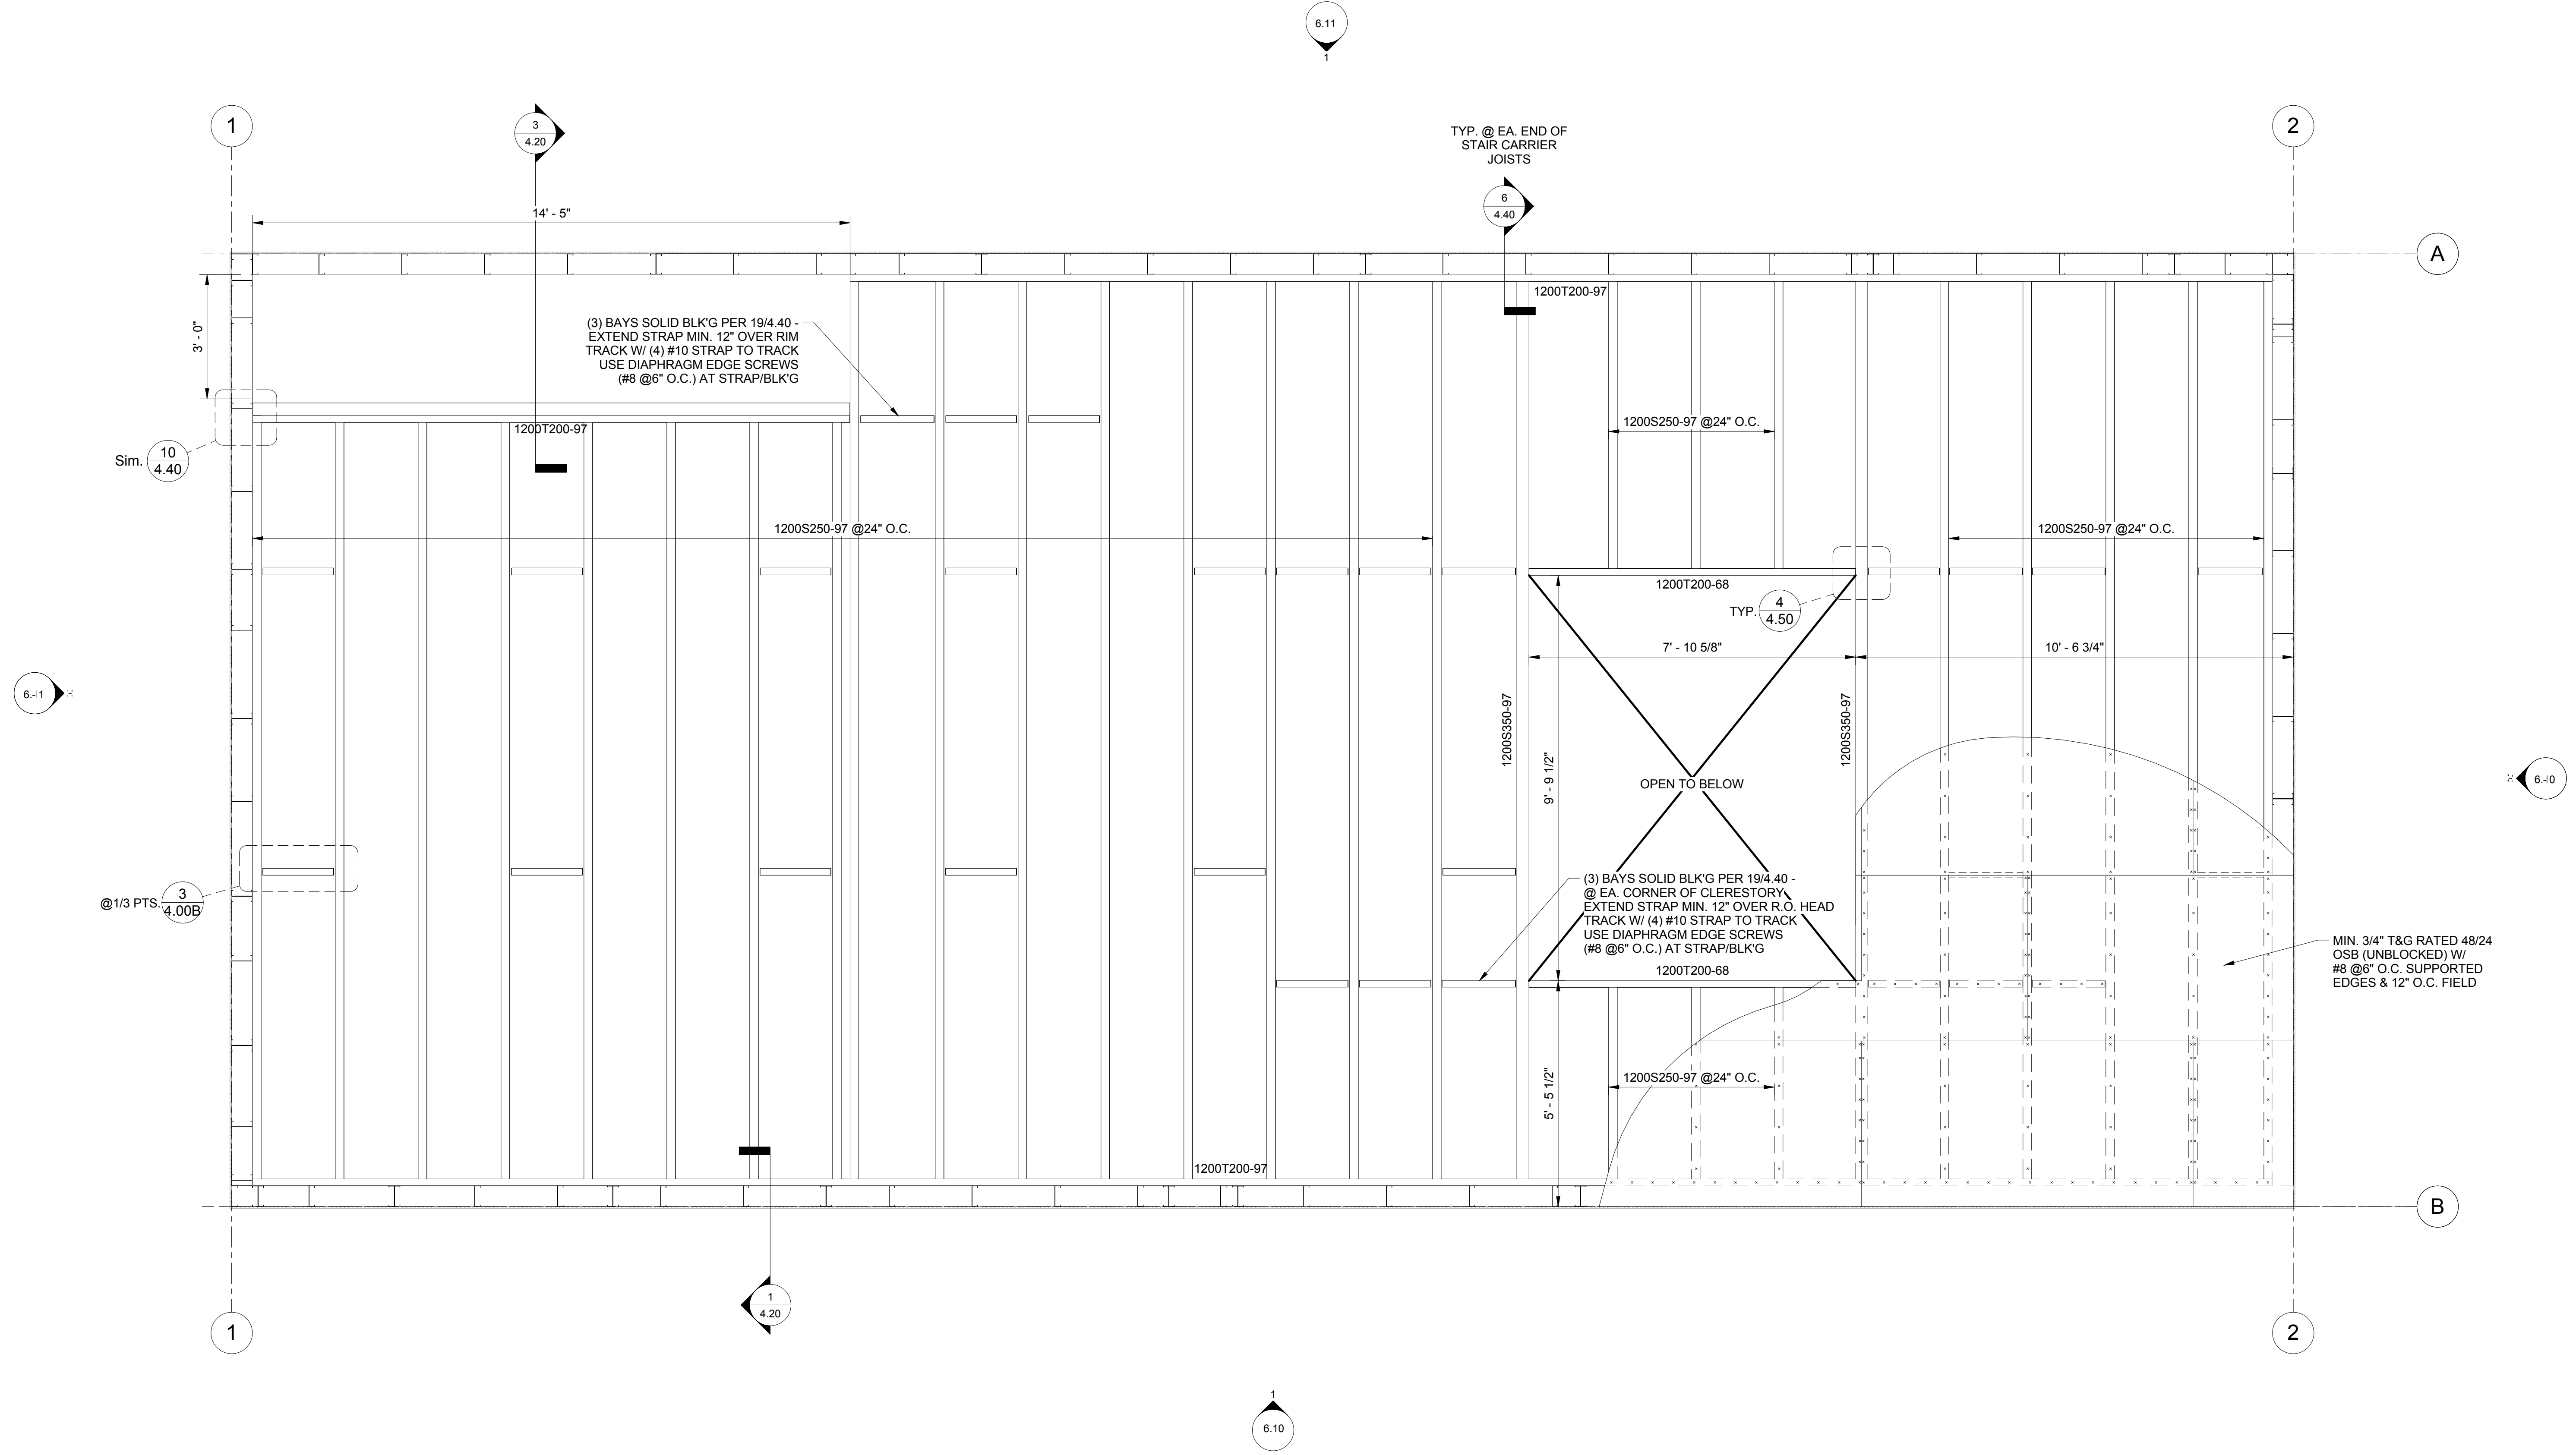 6.11
1
1
2
3
4.20
TYP. @ EA. END OF
STAIR CARRIER
JOISTS
6
4.40
14' - 5"
A
3' - 0"
1200T200-97
(3) BAYS SOLID BLK'G PER 19/4.40 -
EXTEND STRAP MIN. 12" OVER RIM
TRACK W/ (4) #10 STRAP TO TRACK
USE DIAPHRAGM EDGE SCREWS
(#8 @6" O.C.) AT STRAP/BLK'G
1200T200-97
1200S250-97 @24" O.C.
Sim.
10
4.40
1200S250-97 @24" O.C.
1200S250-97 @24" O.C.
1200T200-68
TYP.
4
4.50
7' - 10 5/8"
10' - 6 3/4"
1200S350-97
1200S350-97
9' - 9 1/2"
OPEN TO BELOW
(3) BAYS SOLID BLK'G PER 19/4.40 -
@ EA. CORNER OF CLERESTORY
EXTEND STRAP MIN. 12" OVER R.O. HEAD
TRACK W/ (4) #10 STRAP TO TRACK
USE DIAPHRAGM EDGE SCREWS
(#8 @6" O.C.) AT STRAP/BLK'G
@1/3 PTS.
3
4.00B
1200T200-68
MIN. 3/4" T&G RATED 48/24
OSB (UNBLOCKED) W/
#8 @6" O.C. SUPPORTED
EDGES & 12" O.C. FIELD
1200S250-97 @24" O.C.
5' - 5 1/2"
1200T200-97
B
1
4.20
1
2
1
6.10